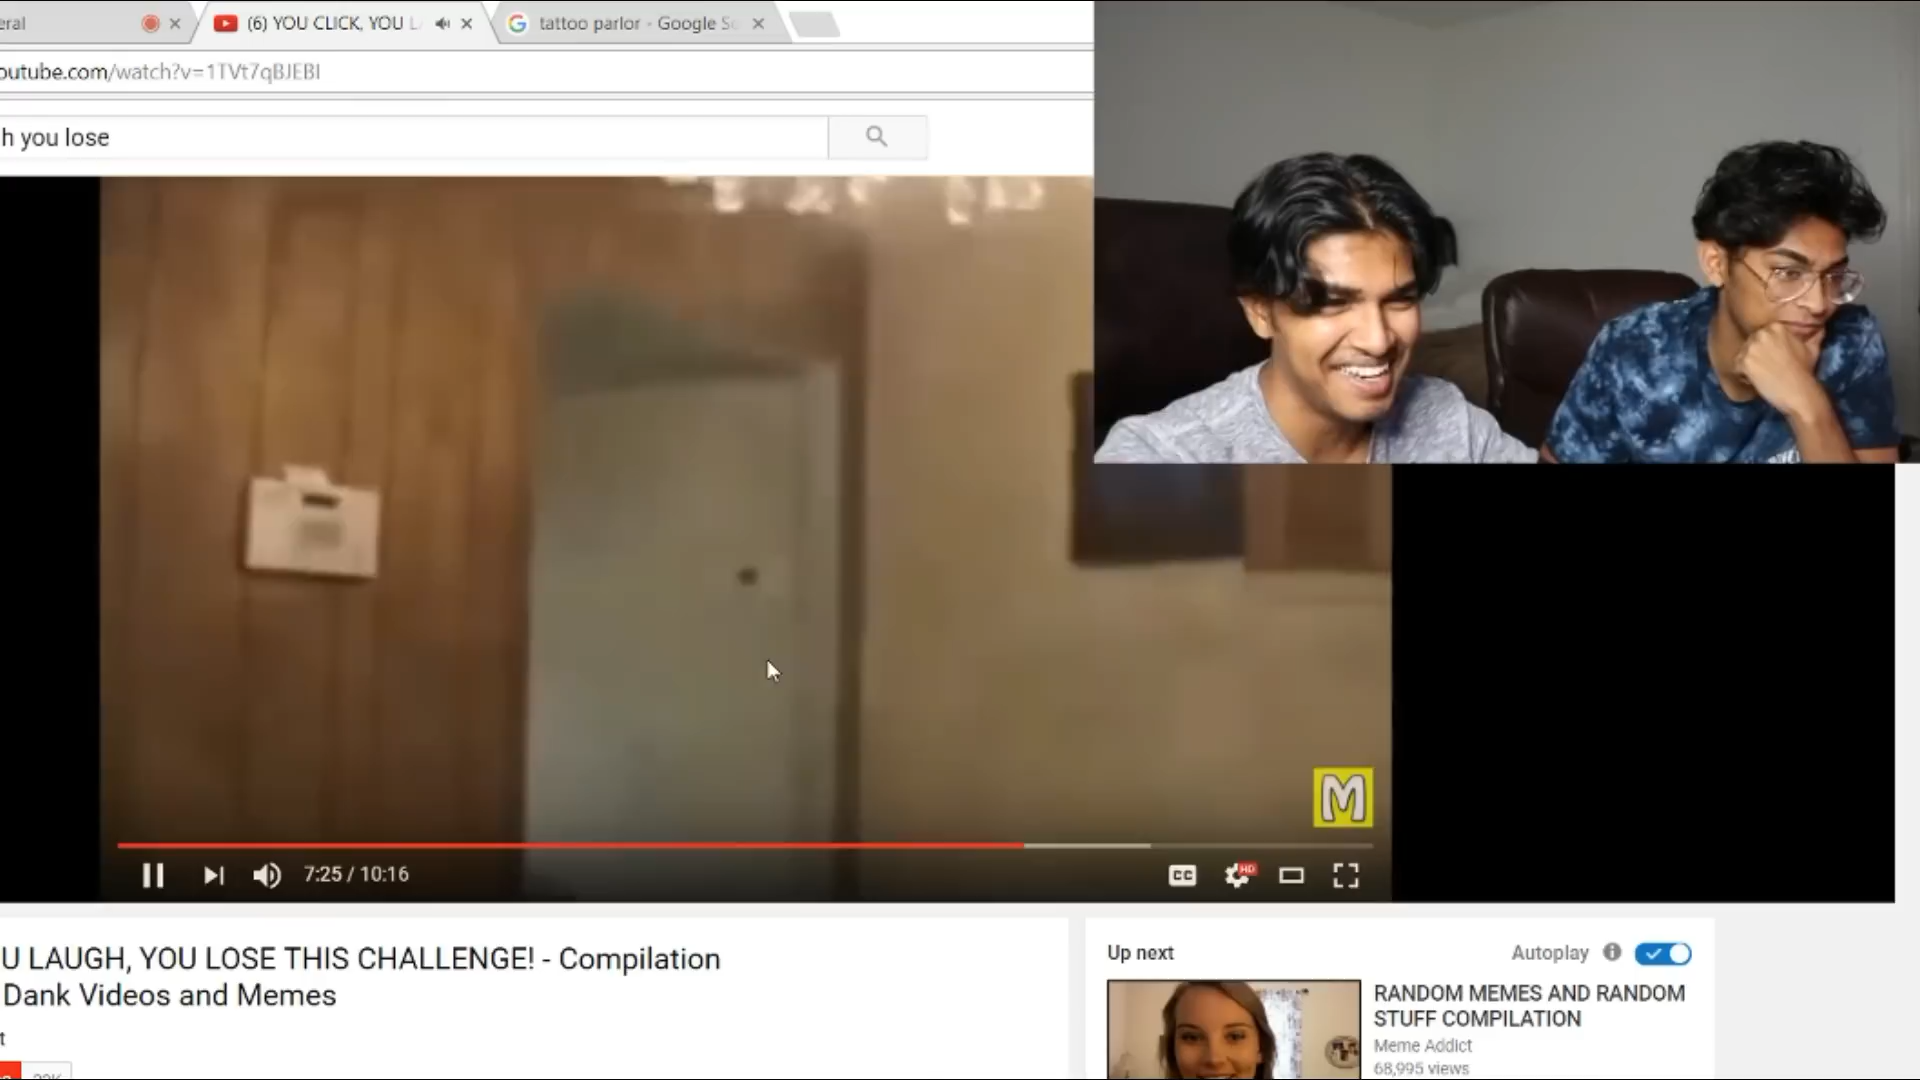 eral
(6) YOU CLICK, YOU L
tattoo parlor - Google S
outube.com/watch?v=1TVt7qBJEBI
h you lose
M
7:25 / 10:16
CC
HD
U LAUGH, YOU LOSE THIS CHALLENGE! - Compilation
Dank Videos and Memes
t
Up next
Autoplay
RANDOM MEMES AND RANDOM
STUFF COMPILATION
Meme Addict
68,995 views